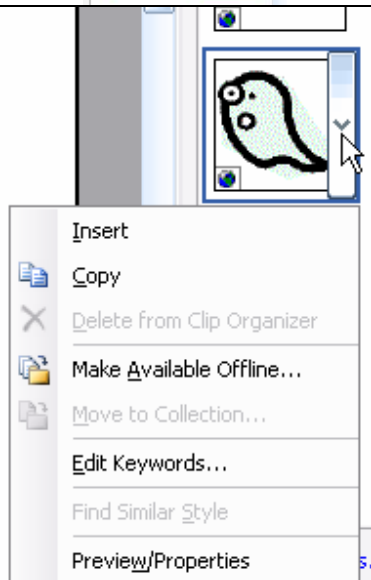 Insert
Copy
Delete from Clip Organizer
Make Available Offline...
Move to Collection...
Edit Keywords...
Find Similar Style
Preview/Properties
s.